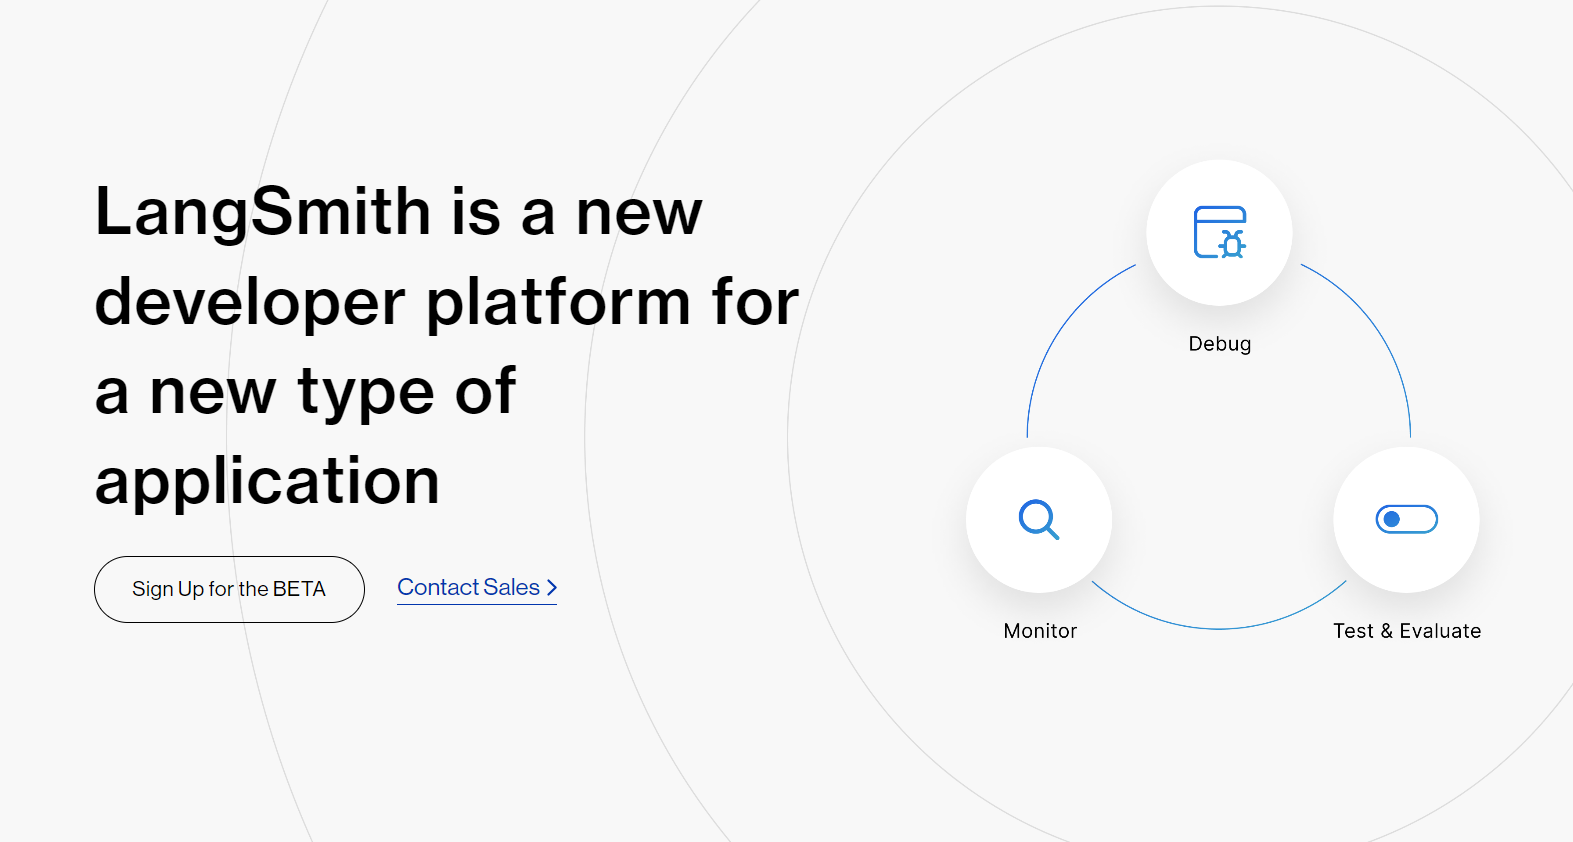 LangSmith is a new
developer platform for
a new type of
application
Sign Up for the BETA
Contact Sales
Debug
Monitor
Test & Evaluate